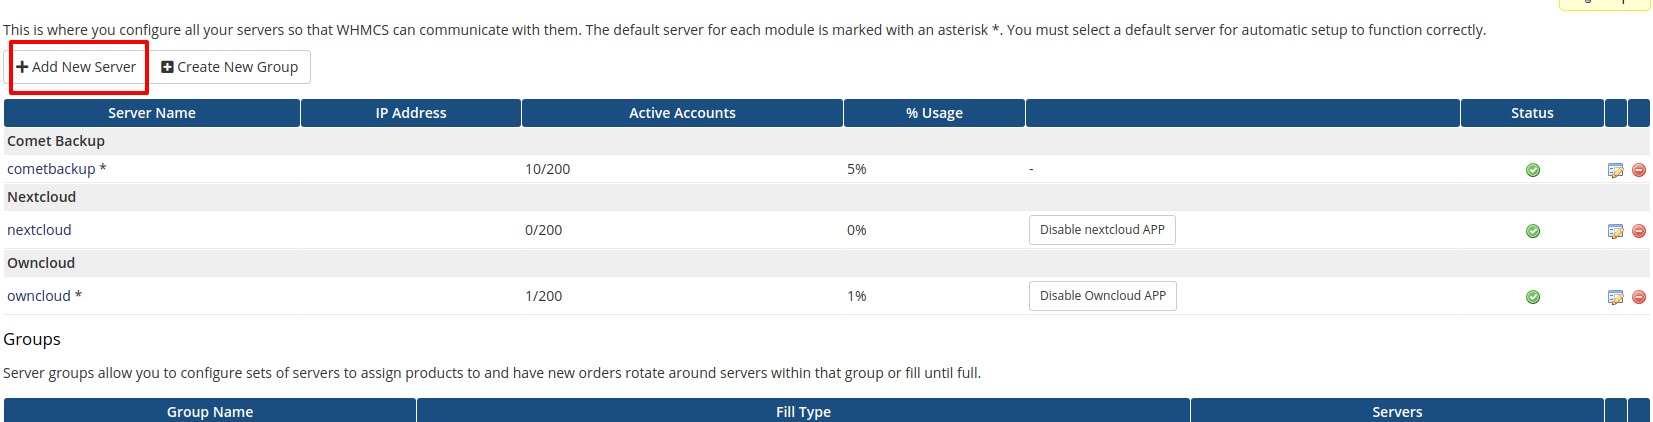 This is where you configure all your servers so that WHMCS can communicate with them. The default server for each module is marked with an asterisk *. You must select a default server for automatic setup to function correctly.
Add New Server Create New Group
Server Name IP Address Active Accounts % Usage Status
Comet Backup
cometbackup * 10/200 5% -
Nextcloud
nextcloud 0/200 0% Disable nextcloud APP
Owncloud
owncloud * 1/200 1% Disable Owncloud APP
Groups
Server groups allow you to configure sets of servers to assign products to and have new orders rotate around servers within that group or fill until full.
Group Name Fill Type Servers